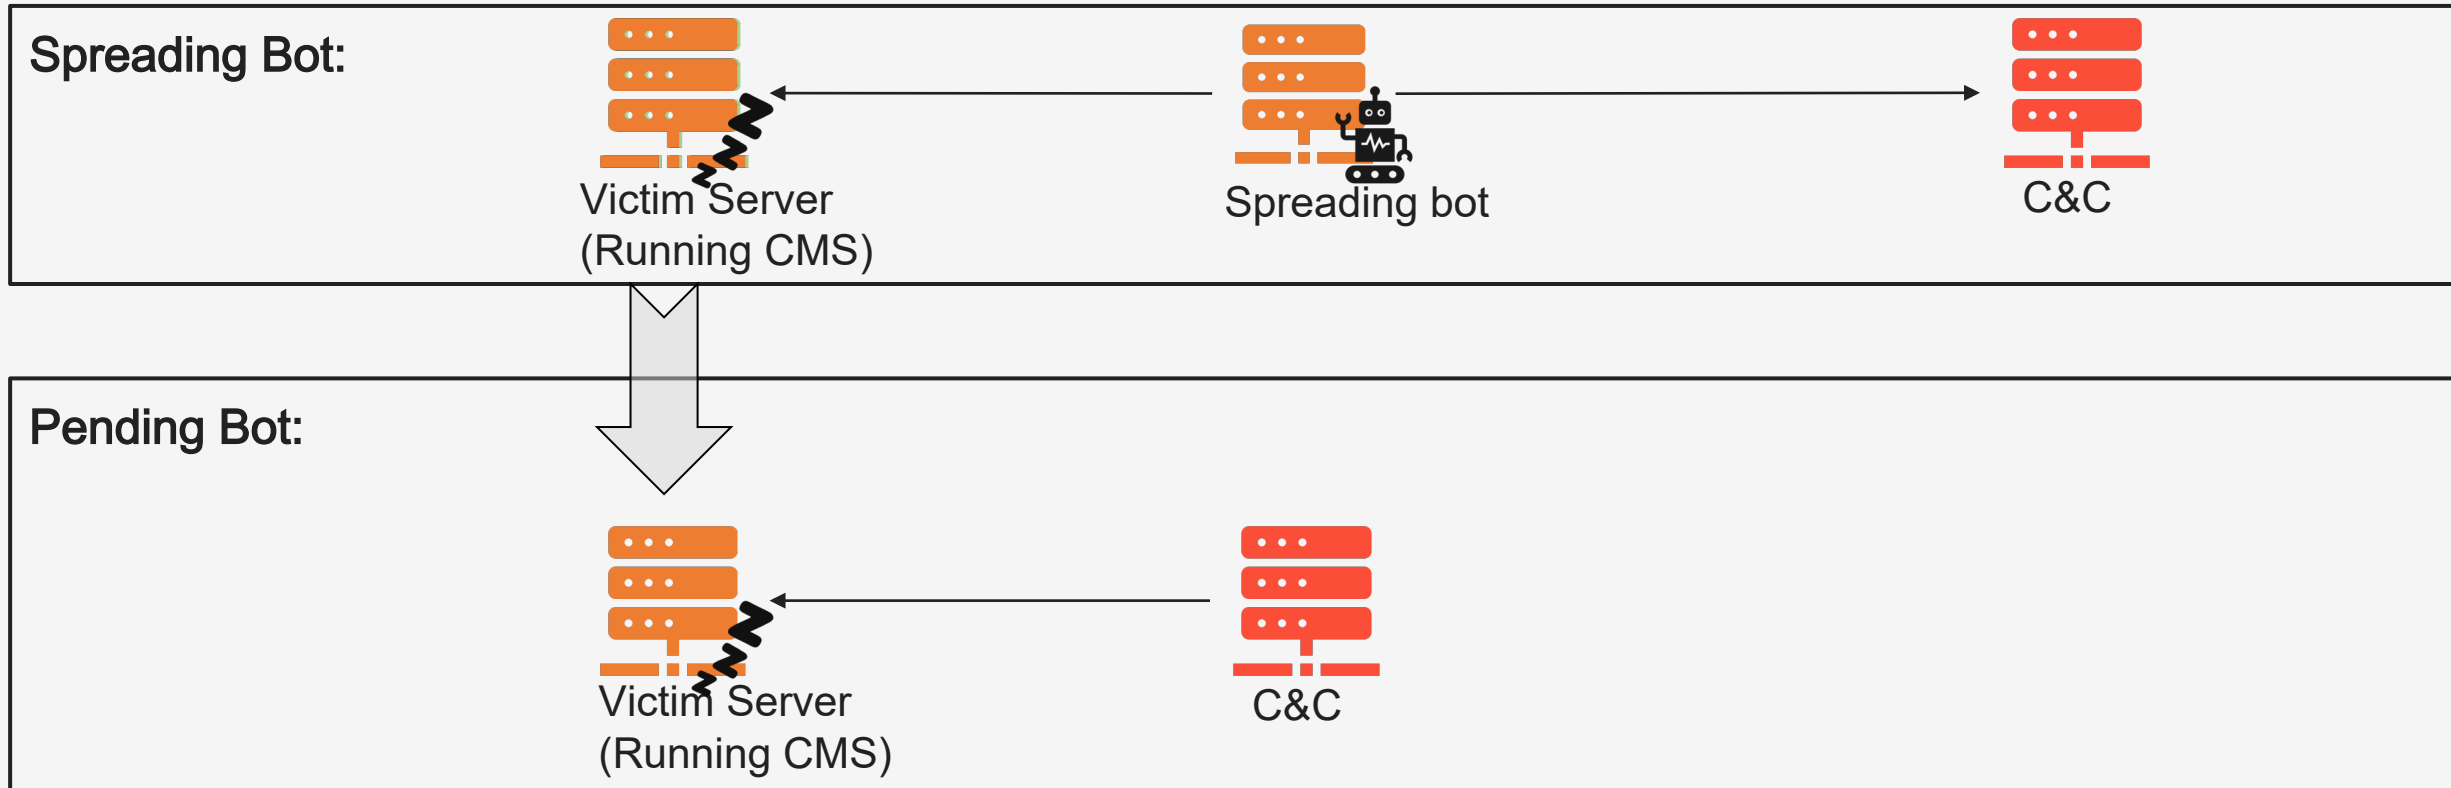 Spreading Bot:
Victim Server
(Running CMS)
Spreading bot
C&C
Pending Bot:
Victim Server
(Running CMS)
C&C